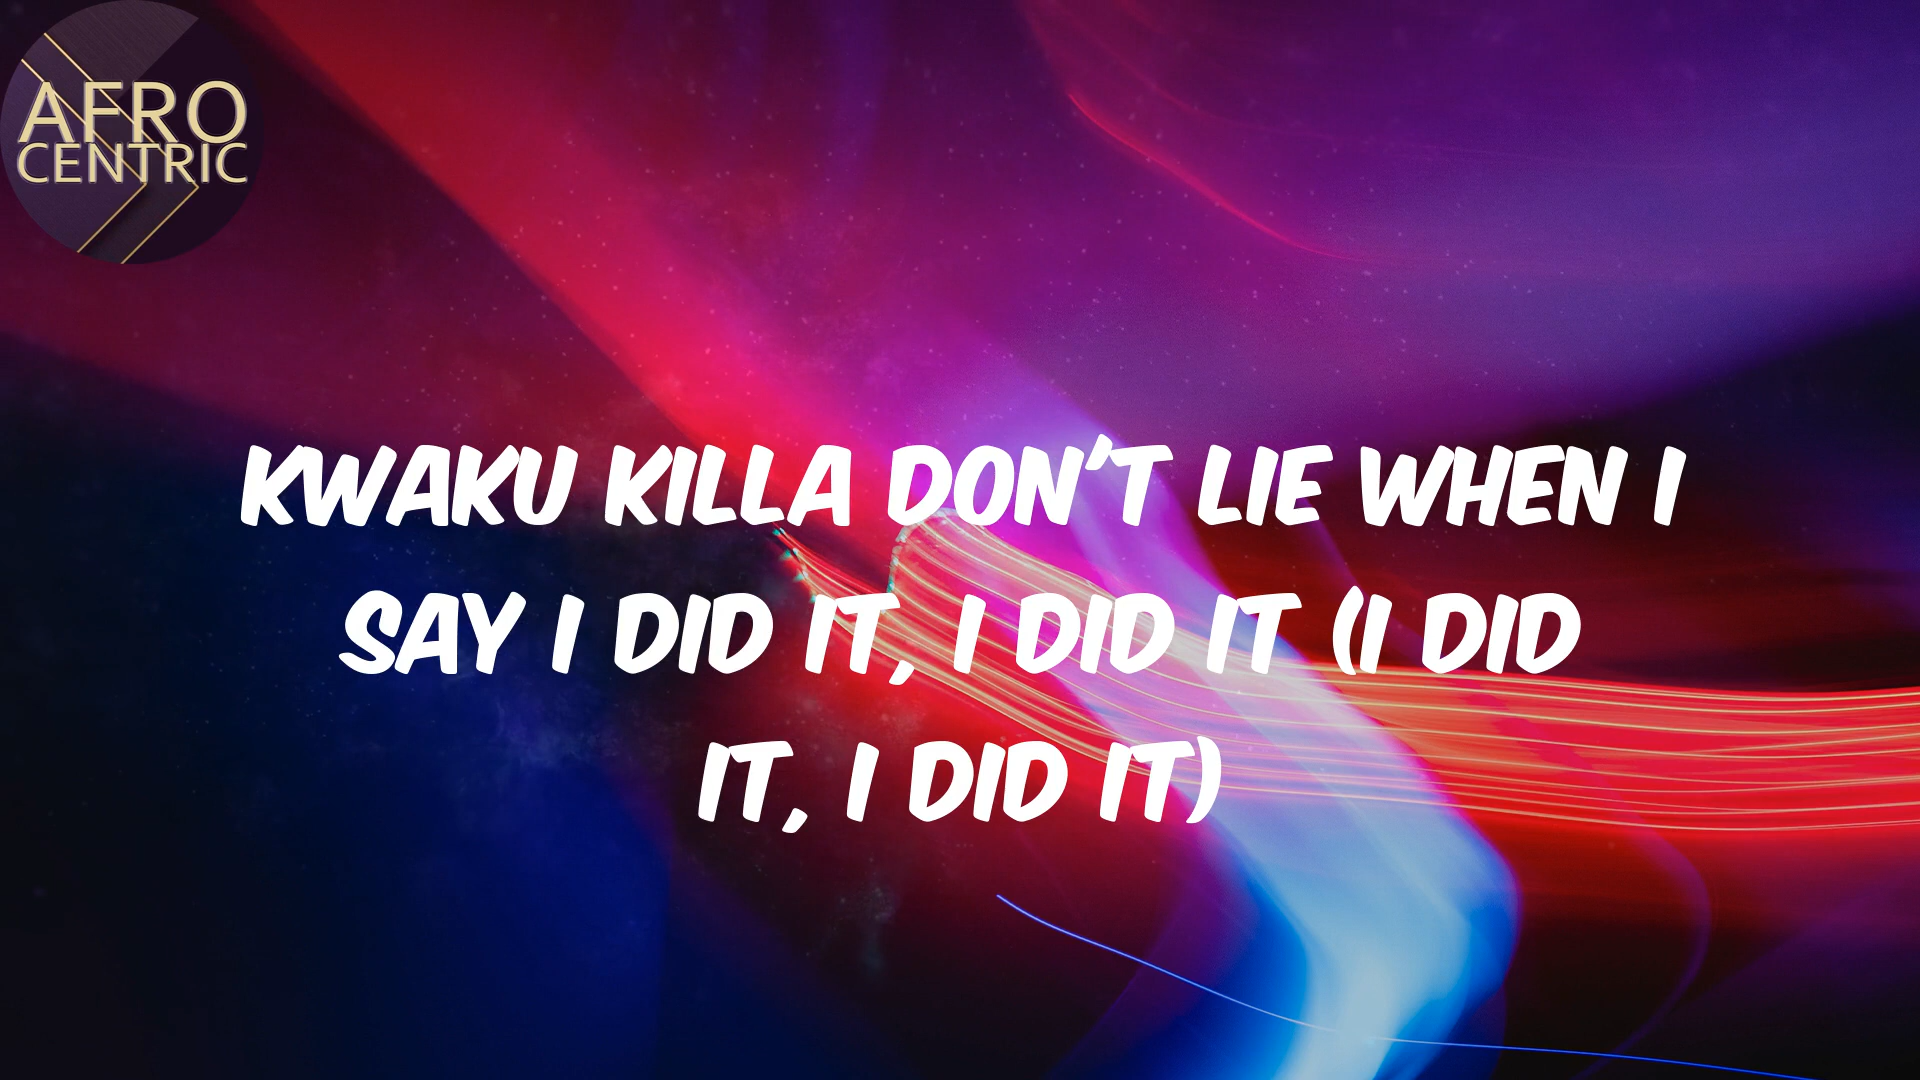 AFRO
CENTRIC
KWAKU KILLA DON'T LIE WHEN I
SAY I DID IT, I DID IT (I DID
IT, I DID IT)